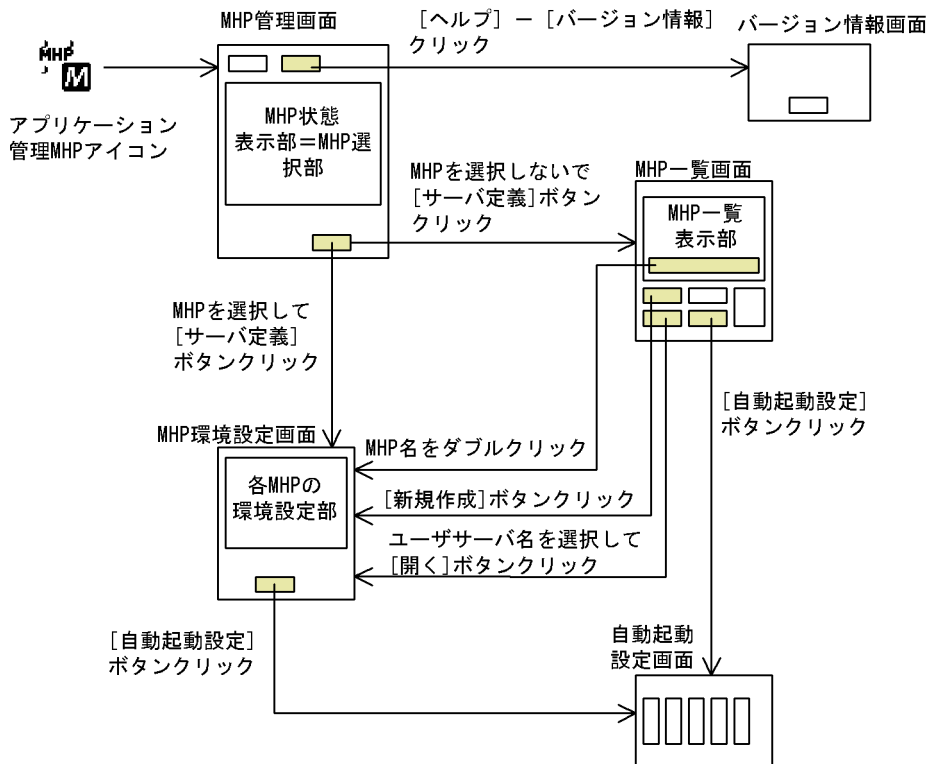 MHP管理画面
[ヘルプ] － [バージョン情報]
クリック
バージョン情報画面
MHP
M
アプリケーション
管理MHPアイコン
MHP状態
表示部＝MHP選
択部
MHPを選択しないで
[サーバ定義]ボタン
クリック
MHP一覧画面
MHP一覧
表示部
MHPを選択して
[サーバ定義]
ボタンクリック
[自動起動設定]
ボタンクリック
MHP環境設定画面
MHP名をダブルクリック
各MHPの
環境設定部
[新規作成]ボタンクリック
ユーザサーバ名を選択して
[開く]ボタンクリック
[自動起動設定]
ボタンクリック
自動起動
設定画面